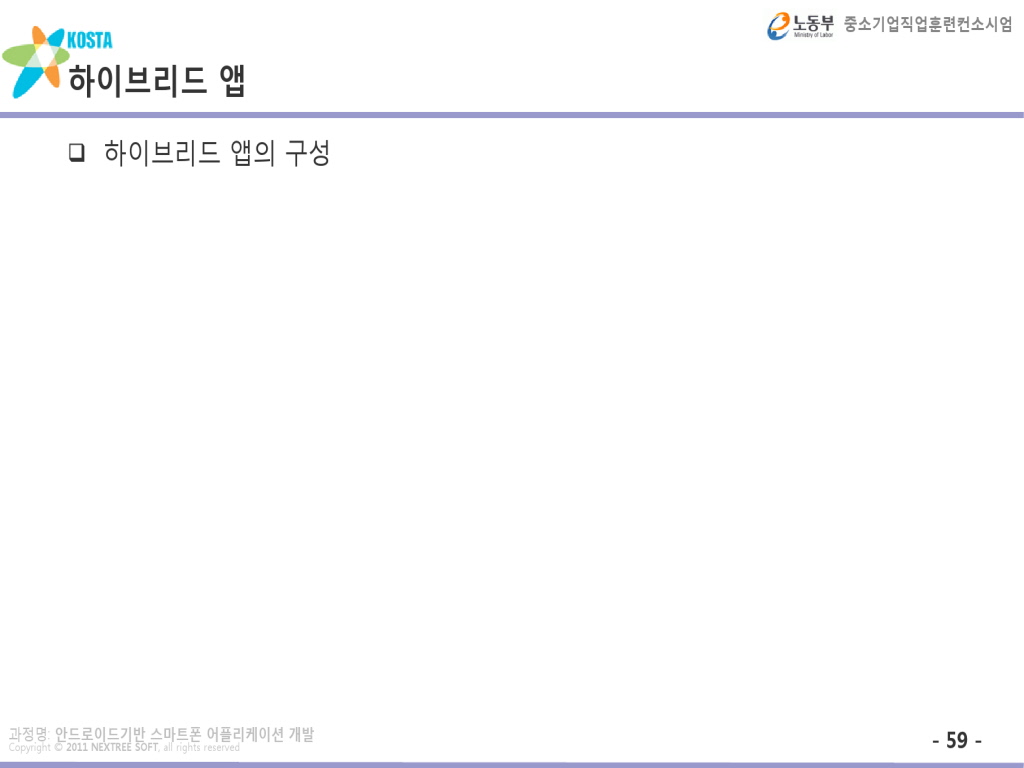 노동부 중소기업직업훈련컨소시엄
Ministry of Labor
KOSTA
하이브리드 앱
❑ 하이브리드 앱의 구성
과정명: 안드로이드기반 스마트폰 어플리케이션 개발
Copyright © 2011 NEXTREE SOFT. all rights reserved
- 59 -